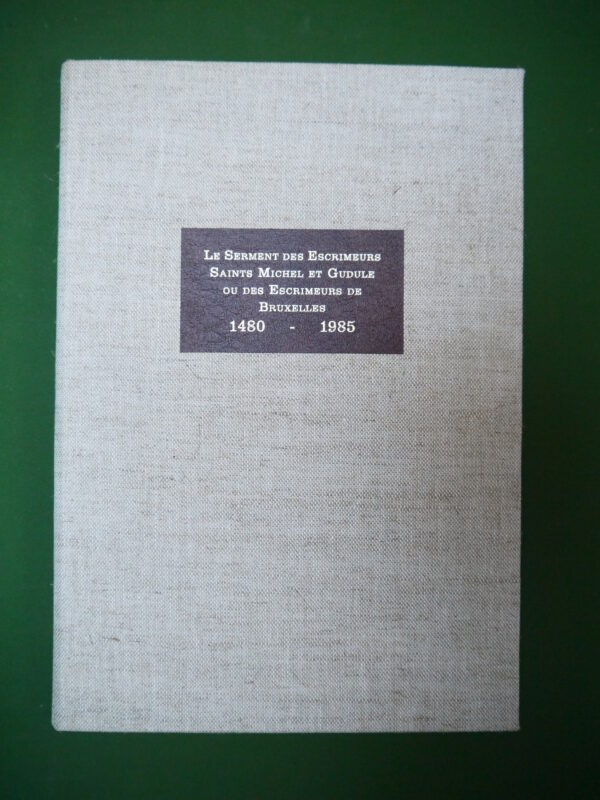 Le Serment des Escrimeurs
Saints Michel et Gudule
ou des Escrimeurs de
Bruxelles
1480 - 1985